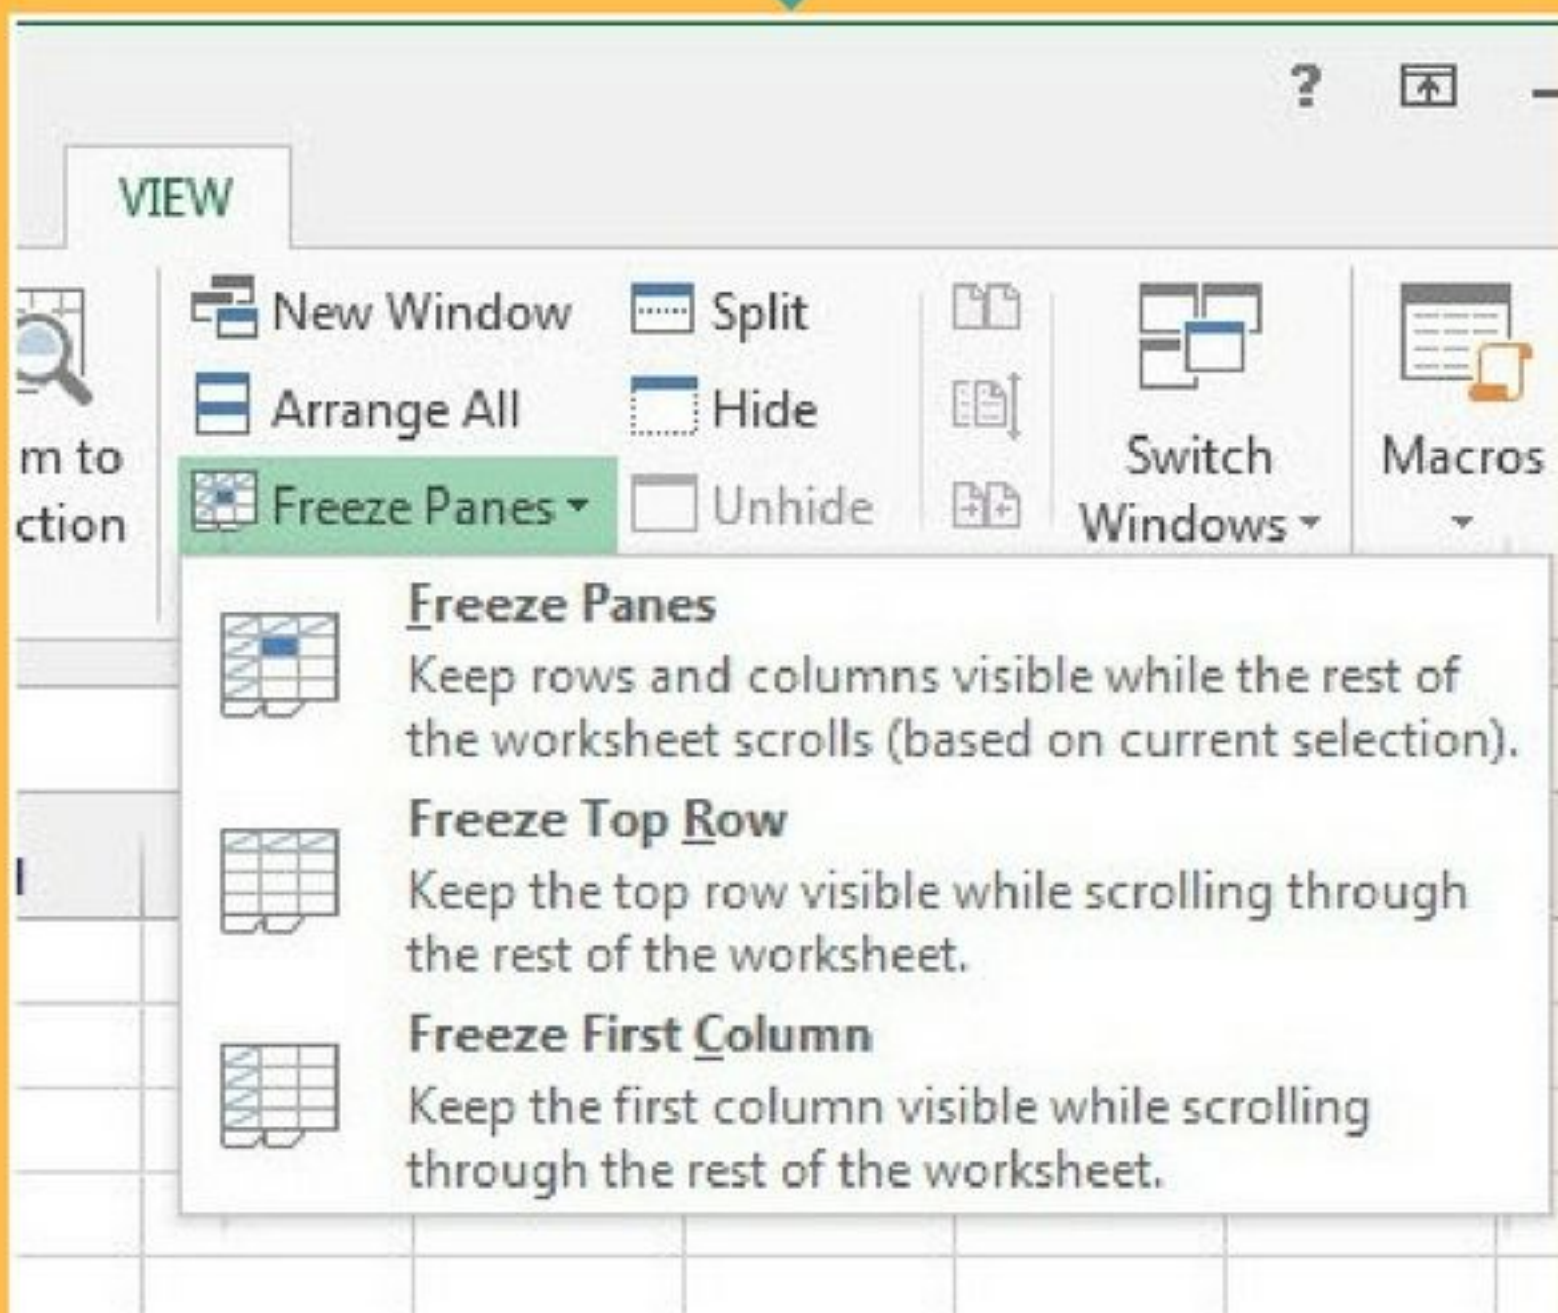 ?
VIEW
New Window
Split
Arrange All
Hide
m to
Switch
Macros
Freeze Panes
Unhide
ction
Windows
Freeze Panes
Keep rows and columns visible while the rest of
the worksheet scrolls (based on current selection).
Freeze Top Row
Keep the top row visible while scrolling through
the rest of the worksheet.
Freeze First Column
Keep the first column visible while scrolling
through the rest of the worksheet.